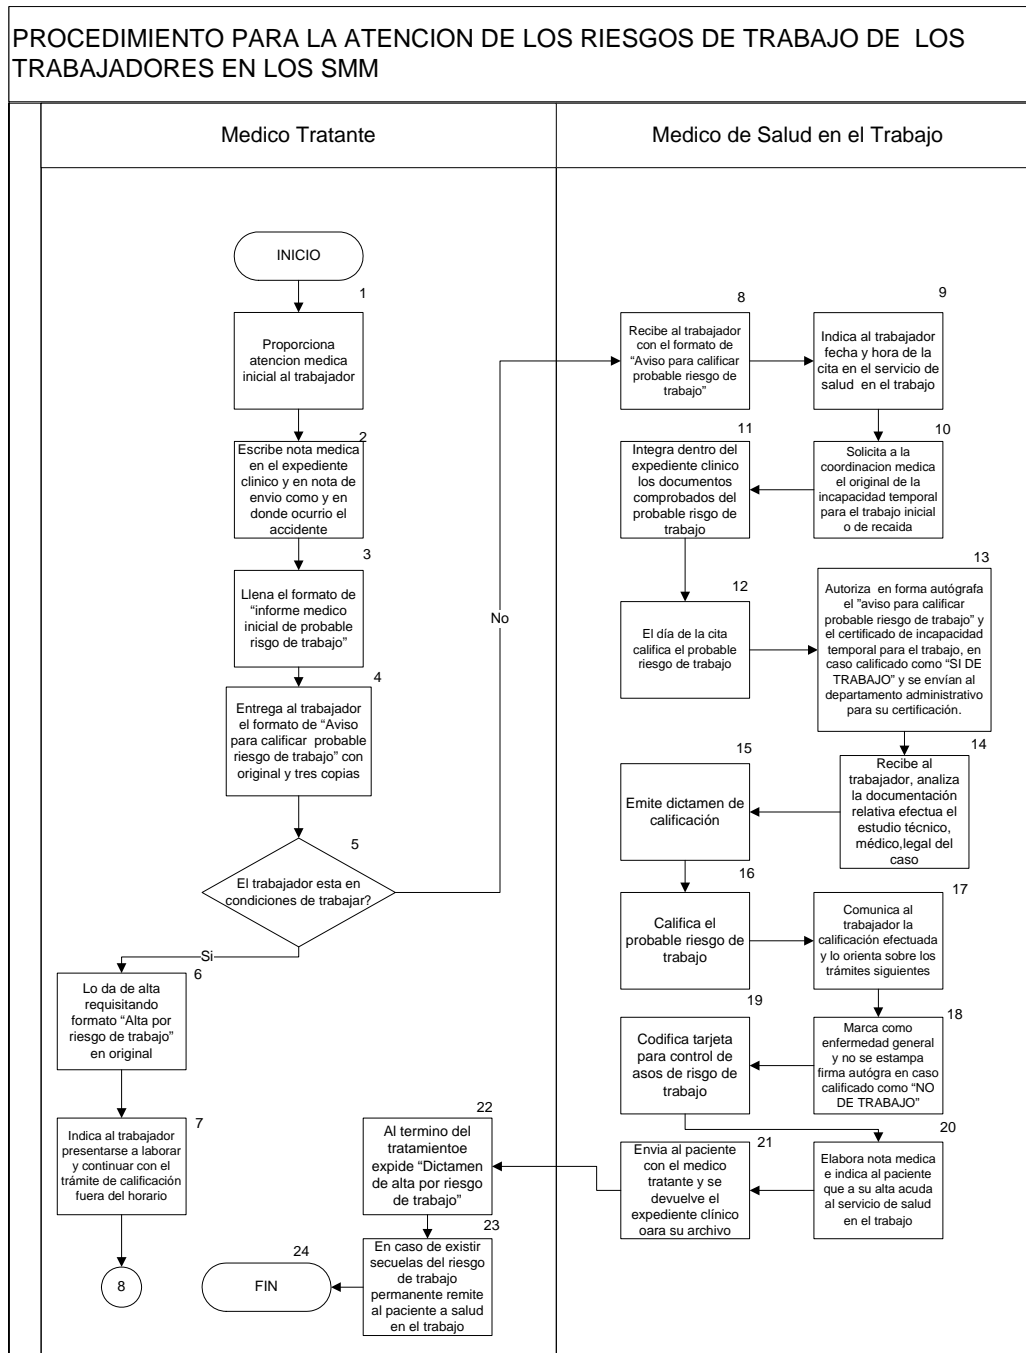 PROCEDIMIENTO PARA LA ATENCION DE LOS RIESGOS DE TRABAJO DE LOS
TRABAJADORES EN LOS SMM
Medico Tratante
Medico de Salud en el Trabajo
INICIO
1
Proporciona
atencion medica
inicial al trabajador
2
Escribe nota medica
en el expediente
clinico y en nota de
envio como y en
donde ocurrio el
accidente
3
Llena el formato de
“informe medico
inicial de probable
risgo de trabajo”
4
Entrega al trabajador
el formato de “Aviso
para calificar probable
riesgo de trabajo” con
original y tres copias
5
El trabajador esta en
condiciones de trabajar?
No
Si
6
Lo da de alta
requisitando
formato “Alta por
riesgo de trabajo”
en original
7
Indica al trabajador
presentarse a laborar
y continuar con el
trámite de calificación
fuera del horario
8
8
Recibe al trabajador
con el formato de
“Aviso para calificar
probable riesgo de
trabajo”
9
Indica al trabajador
fecha y hora de la
cita en el servicio de
salud en el trabajo
10
Solicita a la
coordinacion medica
el original de la
incapacidad temporal
para el trabajo inicial
o de recaida
11
Integra dentro del
expediente clinico
los documentos
comprobados del
probable risgo de
trabajo
12
El día de la cita
califica el probable
riesgo de trabajo
13
Autoriza en forma autógrafa
el ”aviso para calificar
probable riesgo de trabajo” y
el certificado de incapacidad
temporal para el trabajo, en
caso calificado como “SI DE
TRABAJO” y se envían al
departamento administrativo
para su certificación.
14
Recibe al
trabajador, analiza
la documentación
relativa efectua el
estudio técnico,
médico,legal del
caso
15
Emite dictamen de
calificación
16
Califica el
probable riesgo de
trabajo
17
Comunica al
trabajador la
calificación efectuada
y lo orienta sobre los
trámites siguientes
18
Marca como
enfermedad general
y no se estampa
firma autógra en caso
calificado como “NO
DE TRABAJO”
19
Codifica tarjeta
para control de
asos de risgo de
trabajo
20
Elabora nota medica
e indica al paciente
que a su alta acuda
al servicio de salud
en el trabajo
21
Envia al paciente
con el medico
tratante y se
devuelve el
expediente clínico
oara su archivo
22
Al termino del
tratamientoe
expide “Dictamen
de alta por riesgo
de trabajo”
23
En caso de existir
secuelas del riesgo
de trabajo
permanente remite
al paciente a salud
en el trabajo
24
FIN